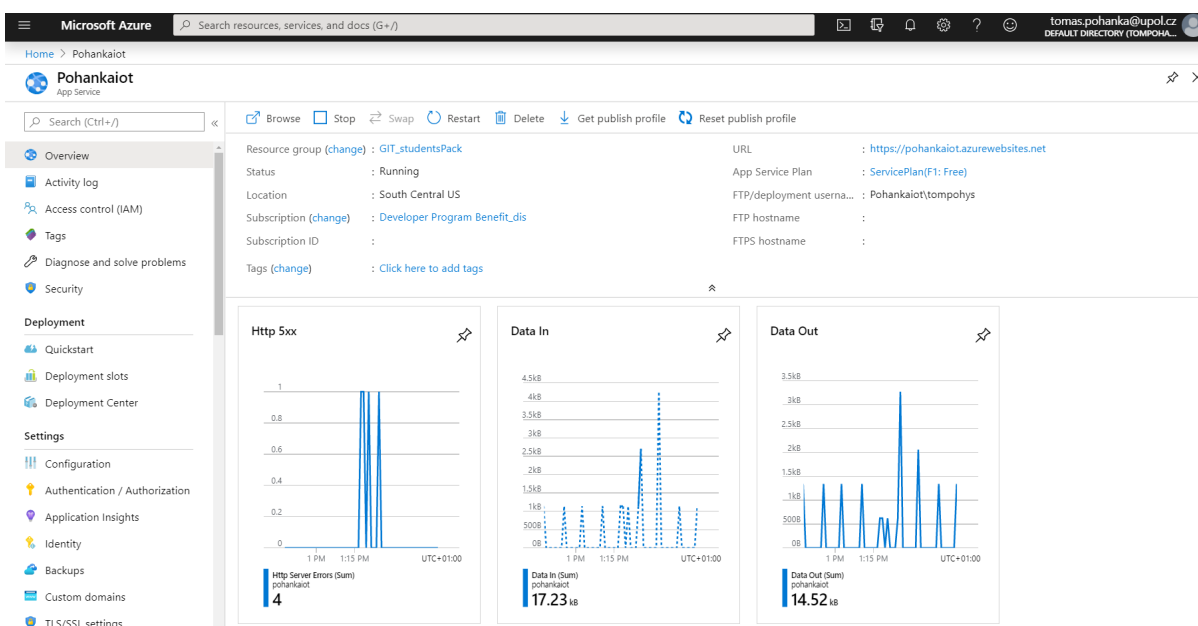 Microsoft Azure
Search resources, services, and docs (G+/)
tomas.pohanka@upol.cz
DEFAULT DIRECTORY (TOMPOHA...
Home > Pohankaiot
Pohankaiot
App Service
Search (Ctrl+/)
Overview
Activity log
Access control (IAM)
Tags
Diagnose and solve problems
Security
Deployment
Quickstart
Deployment slots
Deployment Center
Settings
Configuration
Authentication / Authorization
Application Insights
Identity
Backups
Custom domains
TLS/SSL settings
Browse Stop Swap Restart Delete Get publish profile Reset publish profile
Resource group (change) : GIT_studentsPack
Status : Running
Location : South Central US
Subscription (change) : Developer Program Benefit_dis
Subscription ID :
Tags (change) : Click here to add tags
URL : https://pohankaiot.azurewebsites.net
App Service Plan : ServicePlan(F1: Free)
FTP/deployment userna... : Pohankaiot\tompohys
FTP hostname :
FTPS hostname :
Http 5xx
1
0.8
0.6
0.4
0.2
0
1 PM 1:15 PM UTC+01:00
Http Server Errors (Sum)
pohankaiot
4
Data In
4.5kB
4kB
3.5kB
3kB
2.5kB
2kB
1.5kB
1kB
500B
0B
1 PM 1:15 PM UTC+01:00
Data In (Sum)
pohankaiot
17.23 kB
Data Out
3.5kB
3kB
2.5kB
2kB
1.5kB
1kB
500B
0B
1 PM 1:15 PM UTC+01:00
Data Out (Sum)
pohankaiot
14.52 kB